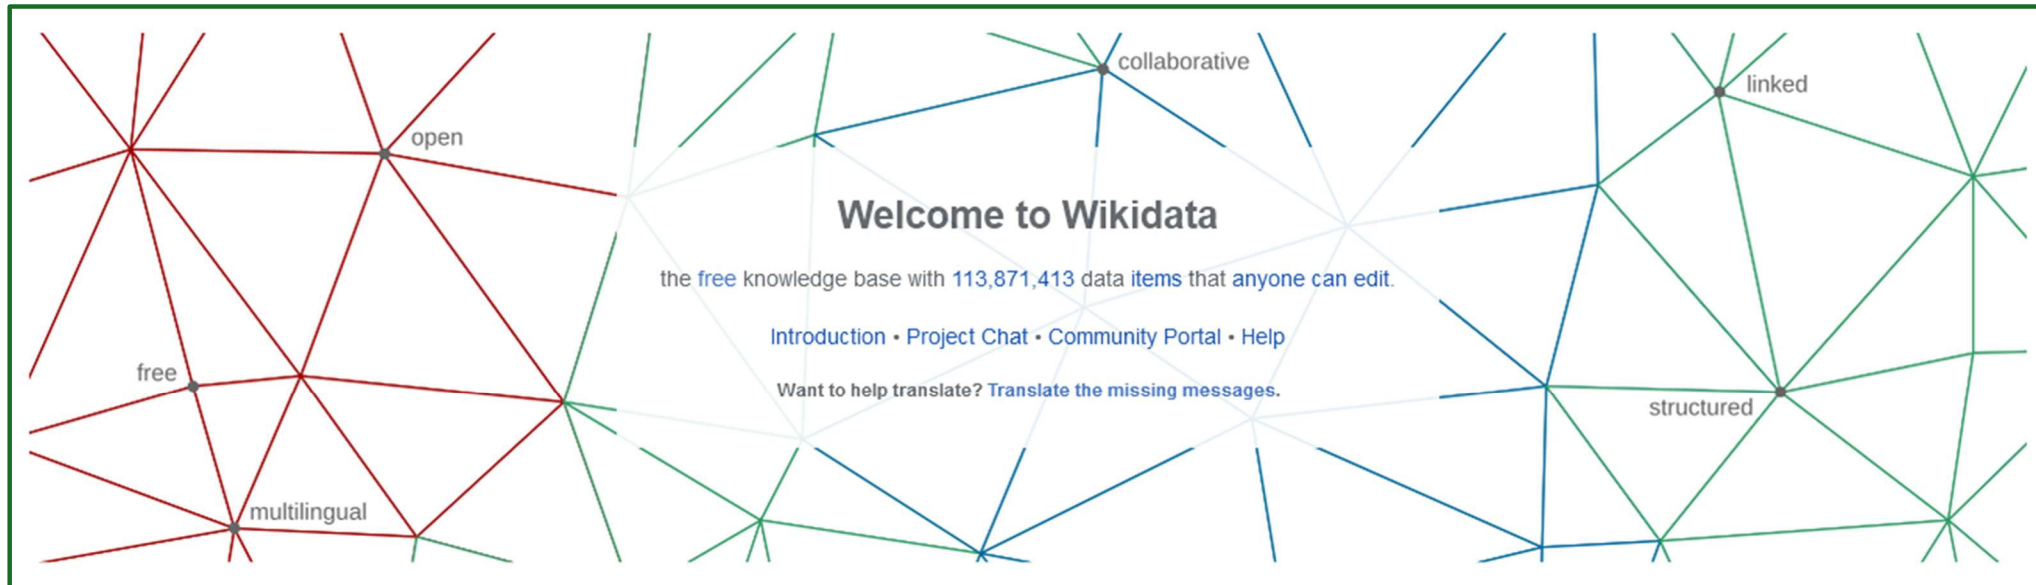 collaborative
linked
open
Welcome to Wikidata
the free knowledge base with 113,871,413 data items that anyone can edit.
Introduction • Project Chat • Community Portal • Help
free
Want to help translate? Translate the missing messages.
structured
multilingual